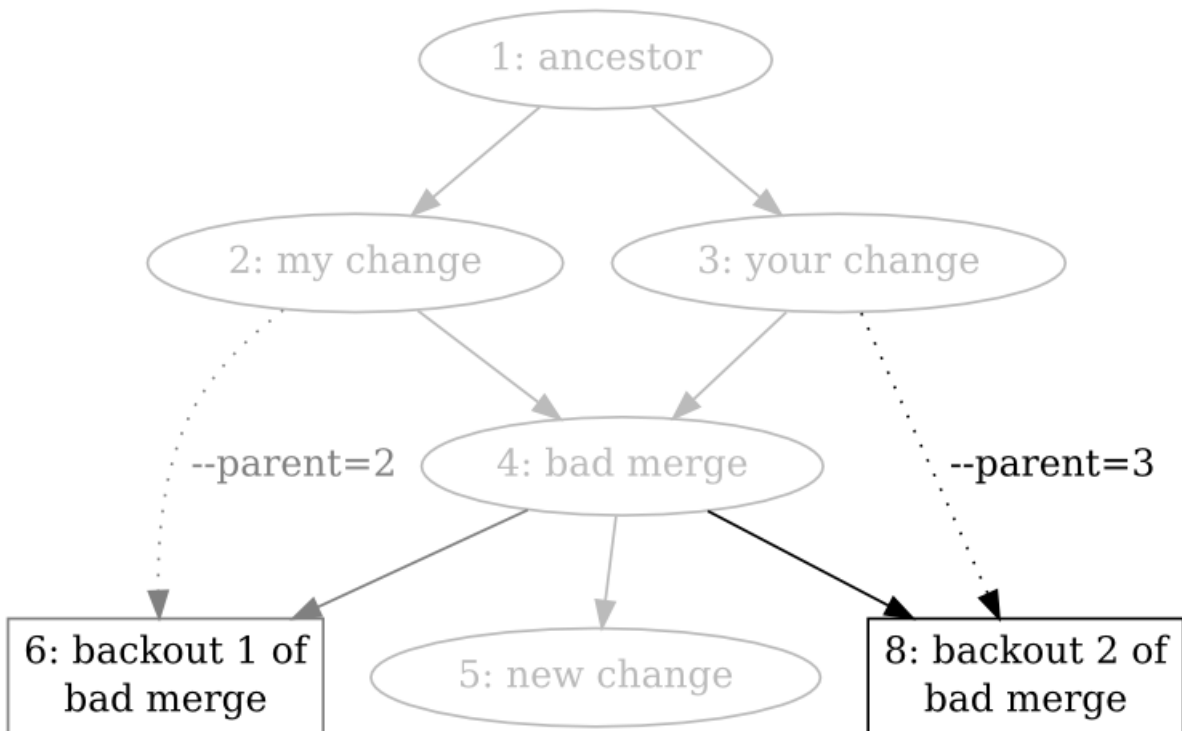 1: ancestor
2: my change
3: your change
--parent=2
4: bad merge
--parent=3
6: backout 1 of
bad merge
5: new change
8: backout 2 of
bad merge